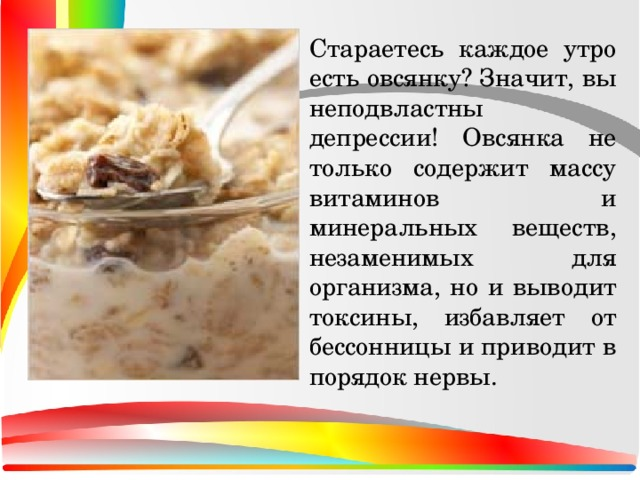 Стараетесь каждое утро
есть овсянку? Значит, вы
неподвластны
депрессии! Овсянка не
только содержит массу
витаминов и
минеральных веществ,
незаменимых для
организма, но и выводит
токсины, избавляет от
бессонницы и приводит в
порядок нервы.